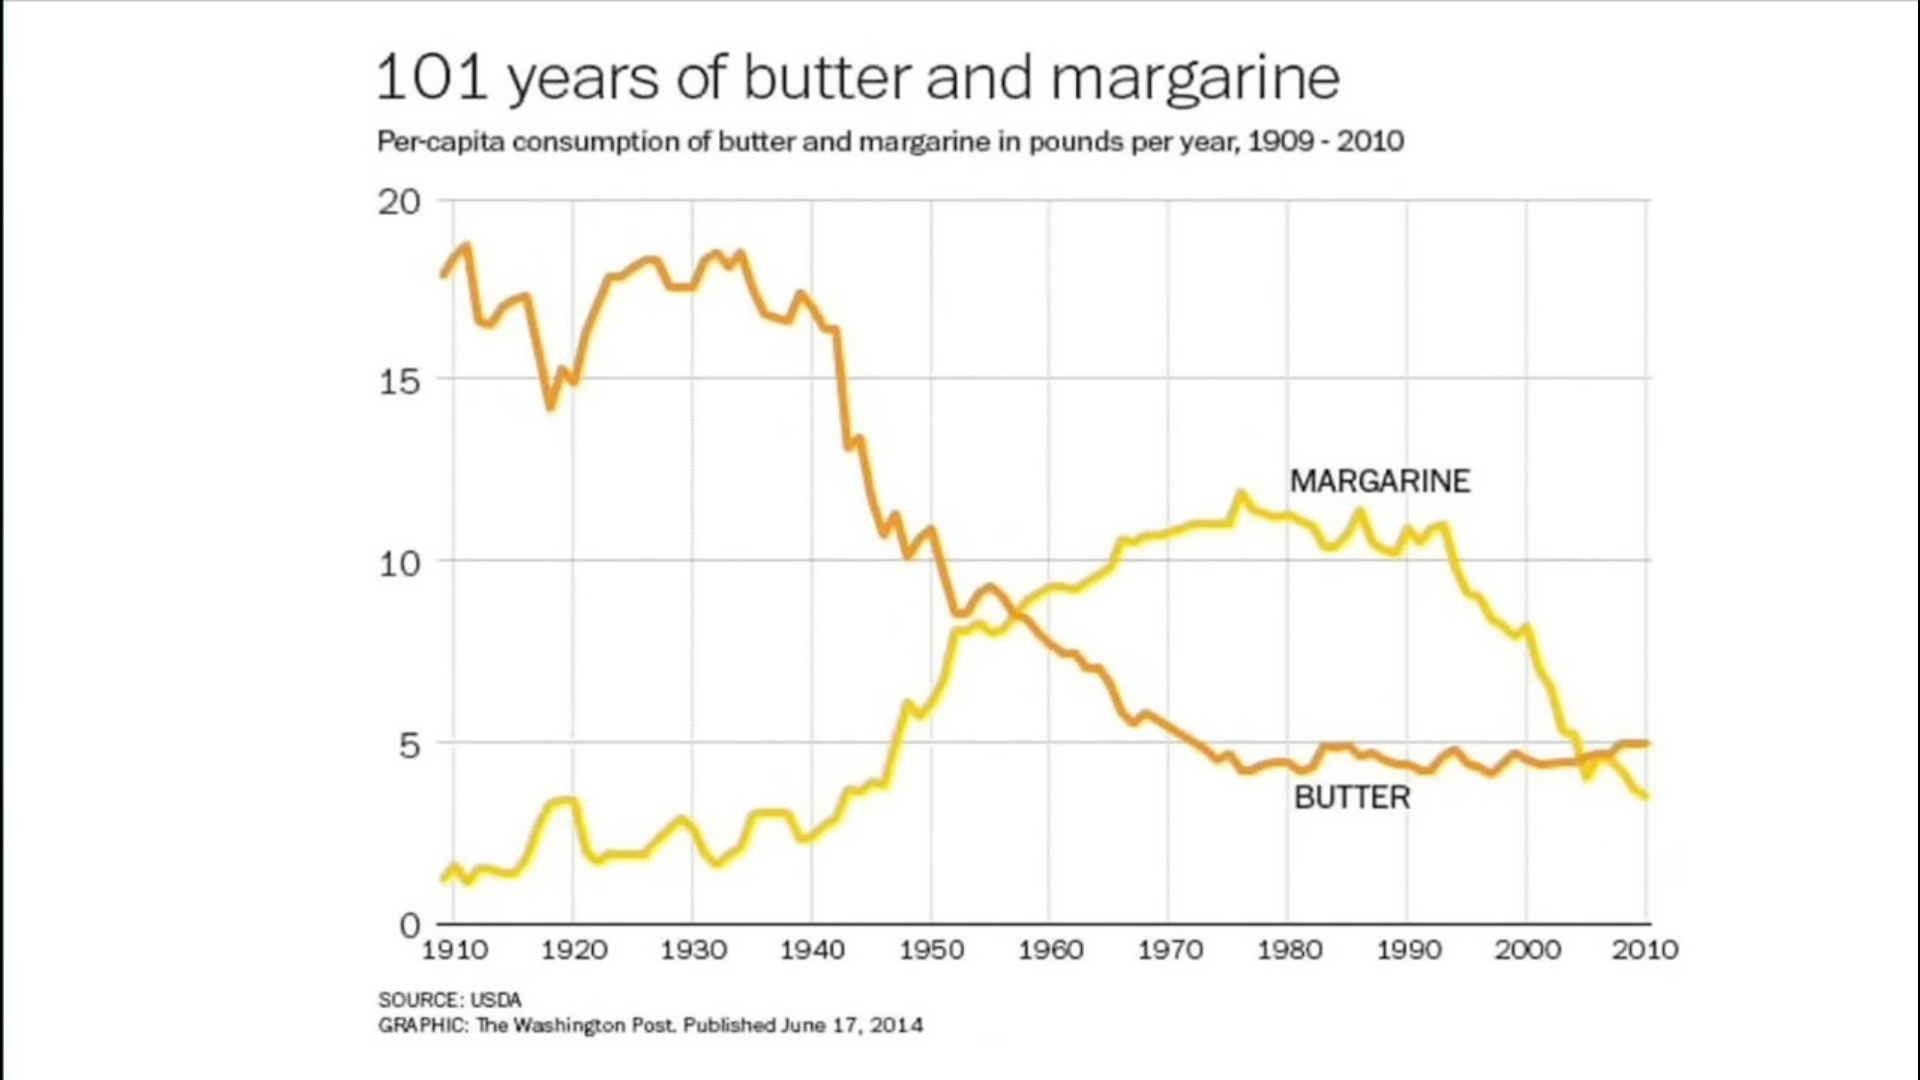 101 years of butter and margarine
Per-capita consumption of butter and margarine in pounds per year, 1909 - 2010
20
15
MARGARINE
10
5
BUTTER
0
1910 1920 1930 1940 1950 1960 1970 1980 1990 2000 2010
SOURCE: USDA
GRAPHIC: The Washington Post. Published June 17, 2014